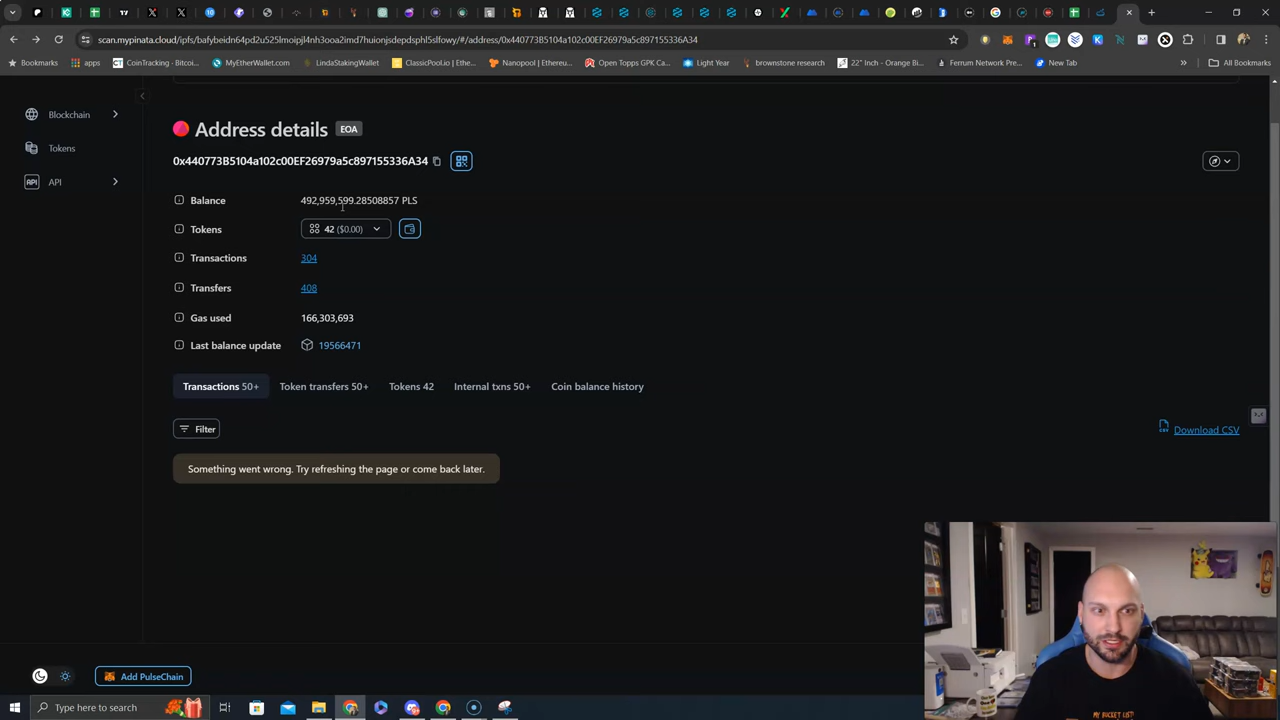 scan.mypinata.cloud/ipfs/bafybeidn64pd2u525lmoipjl4nh3ooa2imd7huionjsdepdsphl5slfowy/#/address/0x440773B5104a102c00EF26979a5c897155336A34
Bookmarks apps CoinTracking · Bitcoi... MyEtherWallet.com LindaStakingWallet ClassicPool.io | Ethe... Nanopool | Ethereu... Open Topps GPK Ca... Light Year brownstone research 22" Inch - Orange Bi... Ferrum Network Pre... New Tab All Bookmarks
Blockchain
Tokens
API
Address details EOA
0x440773B5104a102c00EF26979a5c897155336A34
Balance 492,959,599.28508857 PLS
Tokens 42 ($0.00)
Transactions 304
Transfers 408
Gas used 166,303,693
Last balance update 19566471
Transactions 50+ Token transfers 50+ Tokens 42 Internal txns 50+ Coin balance history
Filter
Download CSV
Something went wrong. Try refreshing the page or come back later.
Add PulseChain
Type here to search
MY BUCKET LIST: